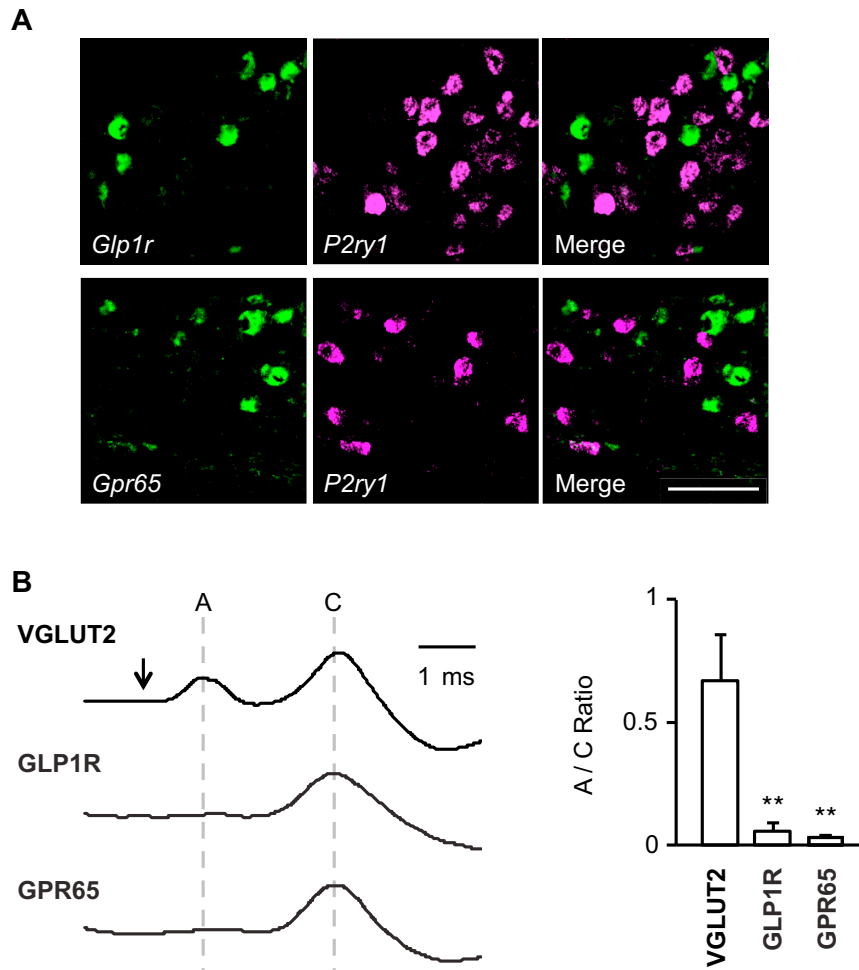 A
Glp1r
P2ry1
Merge
Gpr65
P2ry1
Merge
B
VGLUT2
A
C
1 ms
GLP1R
GPR65
1
0.5
0
A / C Ratio
**
**
VGLUT2
GLP1R
GPR65